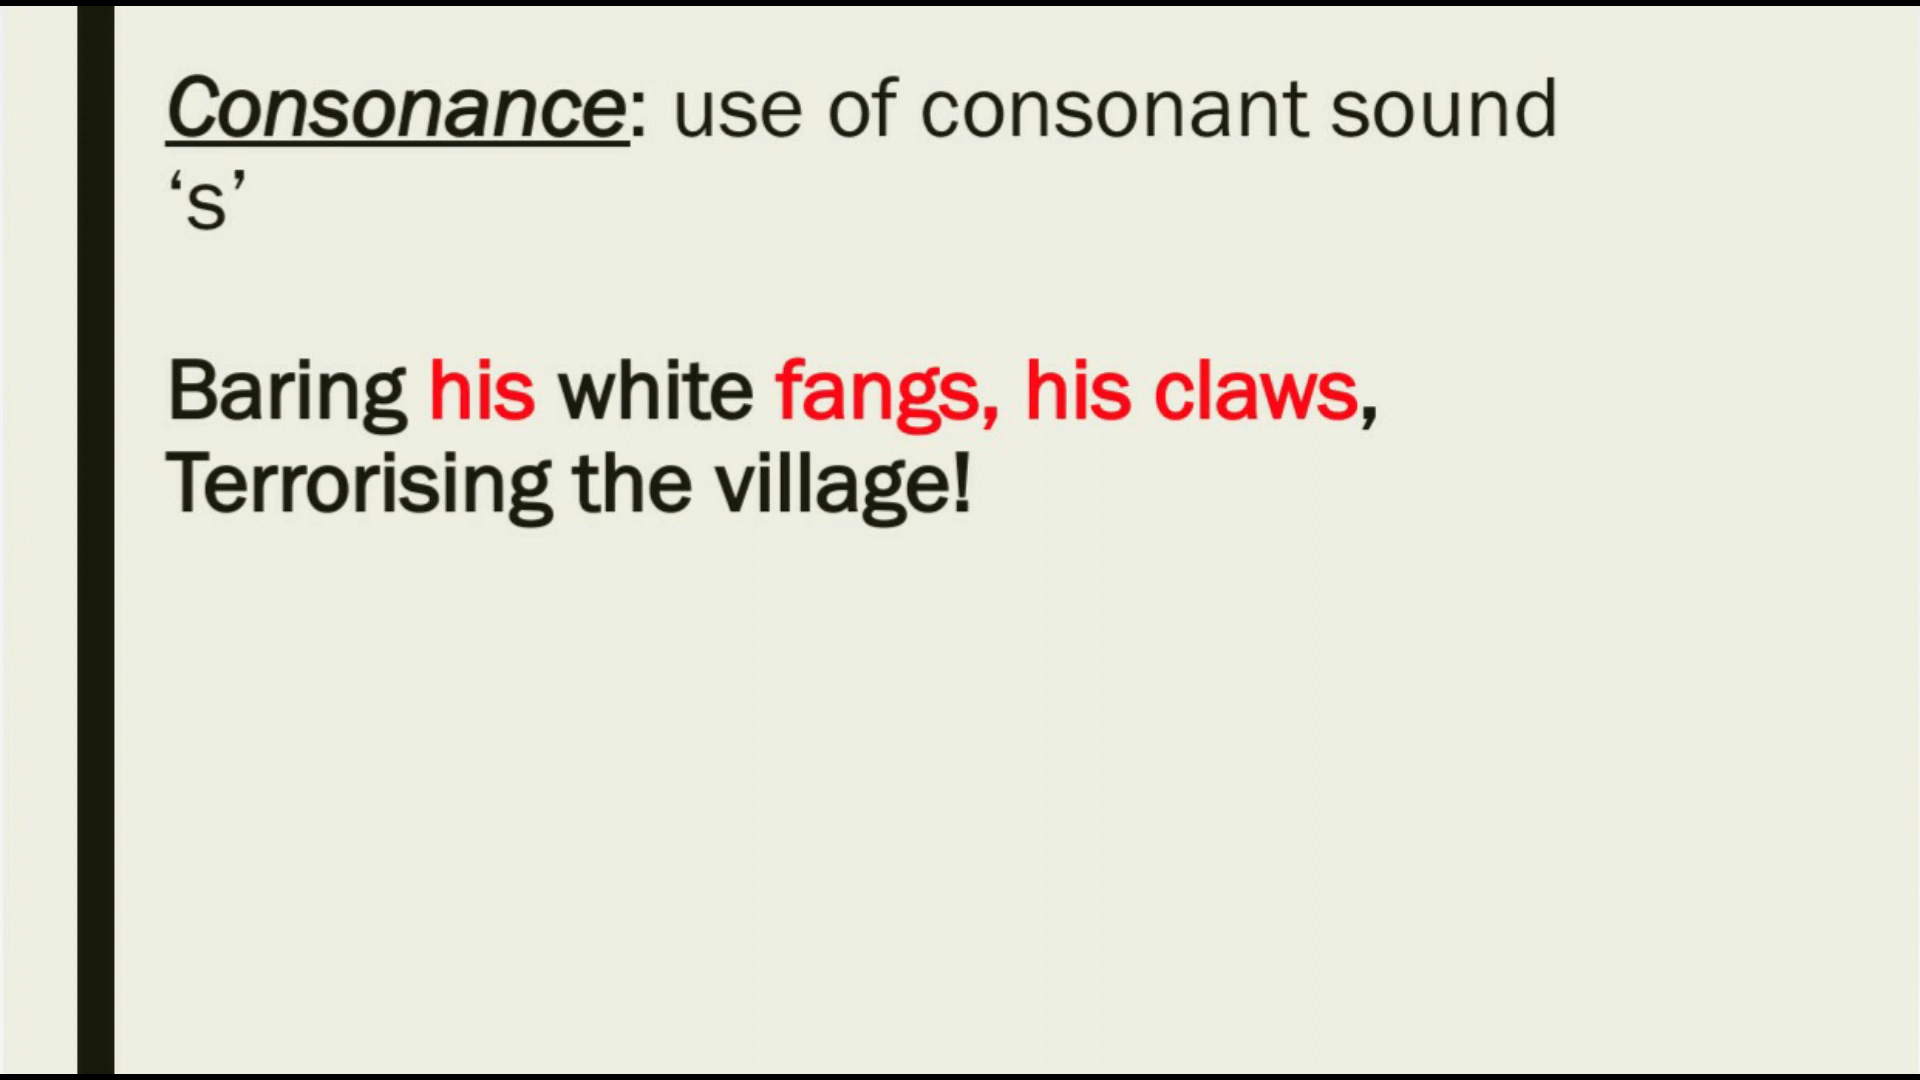 Consonance: use of consonant sound
‘s’
Baring his white fangs, his claws,
Terrorising the village!